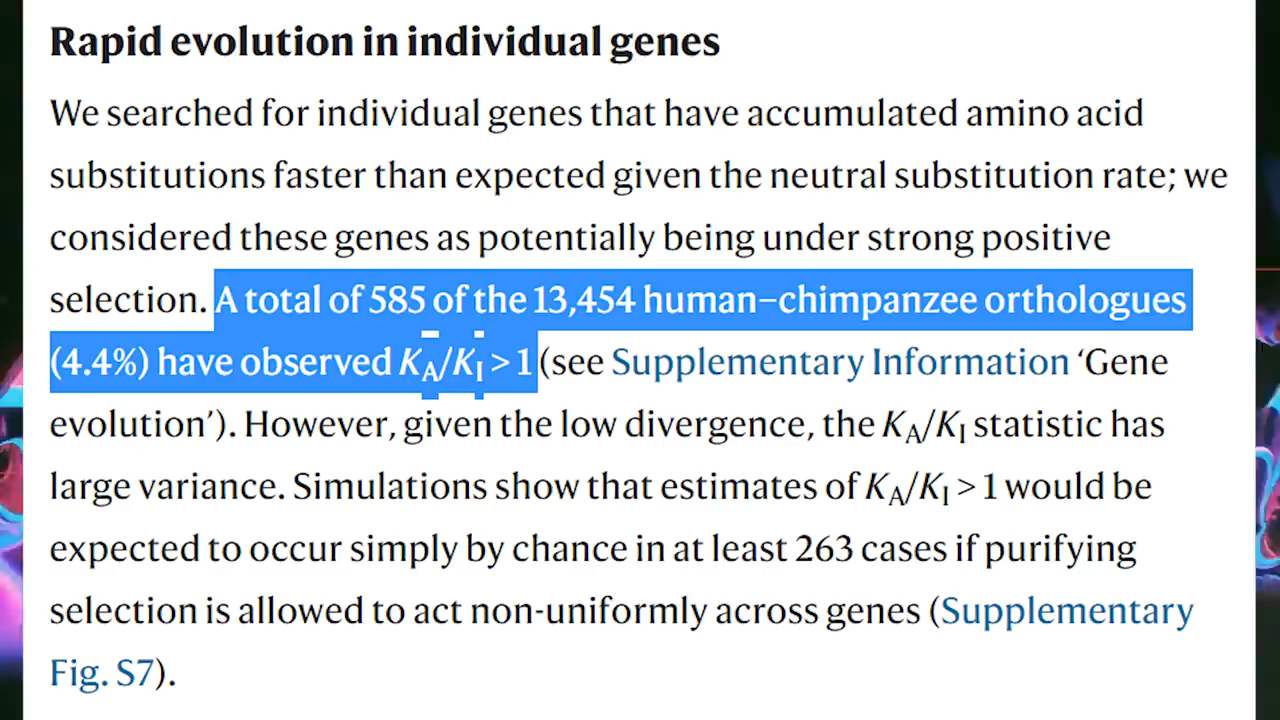 Rapid evolution in individual genes
We searched for individual genes that have accumulated amino acid
substitutions faster than expected given the neutral substitution rate; we
considered these genes as potentially being under strong positive
selection. A total of 585 of the 13,454 human–chimpanzee orthologues
(4.4%) have observed KA/KI > 1 (see Supplementary Information ‘Gene
evolution’). However, given the low divergence, the KA/KI statistic has
large variance. Simulations show that estimates of KA/KI > 1 would be
expected to occur simply by chance in at least 263 cases if purifying
selection is allowed to act non-uniformly across genes (Supplementary
Fig. S7).